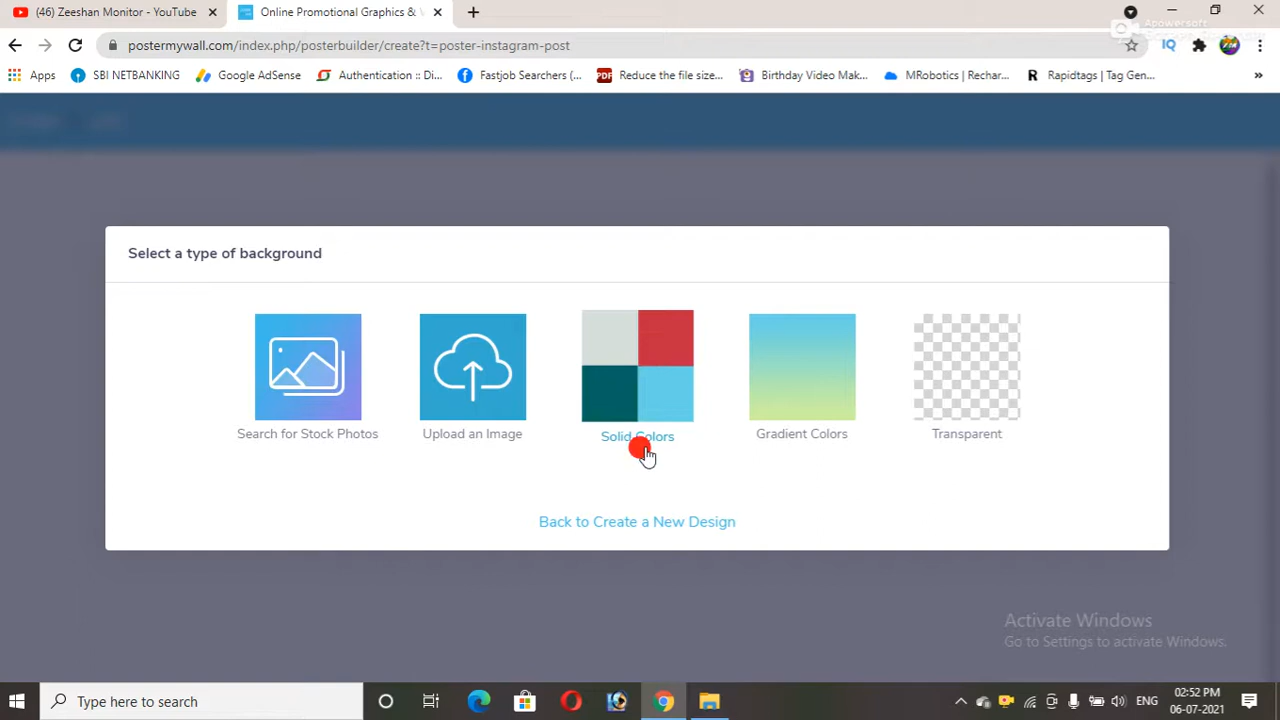 (46) Zeeshan Monitor - YouTube
Online Promotional Graphics &
Apowersoft
postermywall.com/index.php/posterbuilder/create?t=poster-instagram-post
IQ
Apps
SBI NETBANKING
Google AdSense
Authentication :: Di...
Fastjob Searchers (...
PDF
Reduce the file size...
Birthday Video Mak...
MRobotics | Rechar...
R
Rapidtags | Tag Gen...
Select a type of background
Search for Stock Photos
Upload an Image
Solid Colors
Gradient Colors
Transparent
Back to Create a New Design
Activate Windows
Go to Settings to activate Windows.
Type here to search
ENG
02:52 PM
06-07-2021